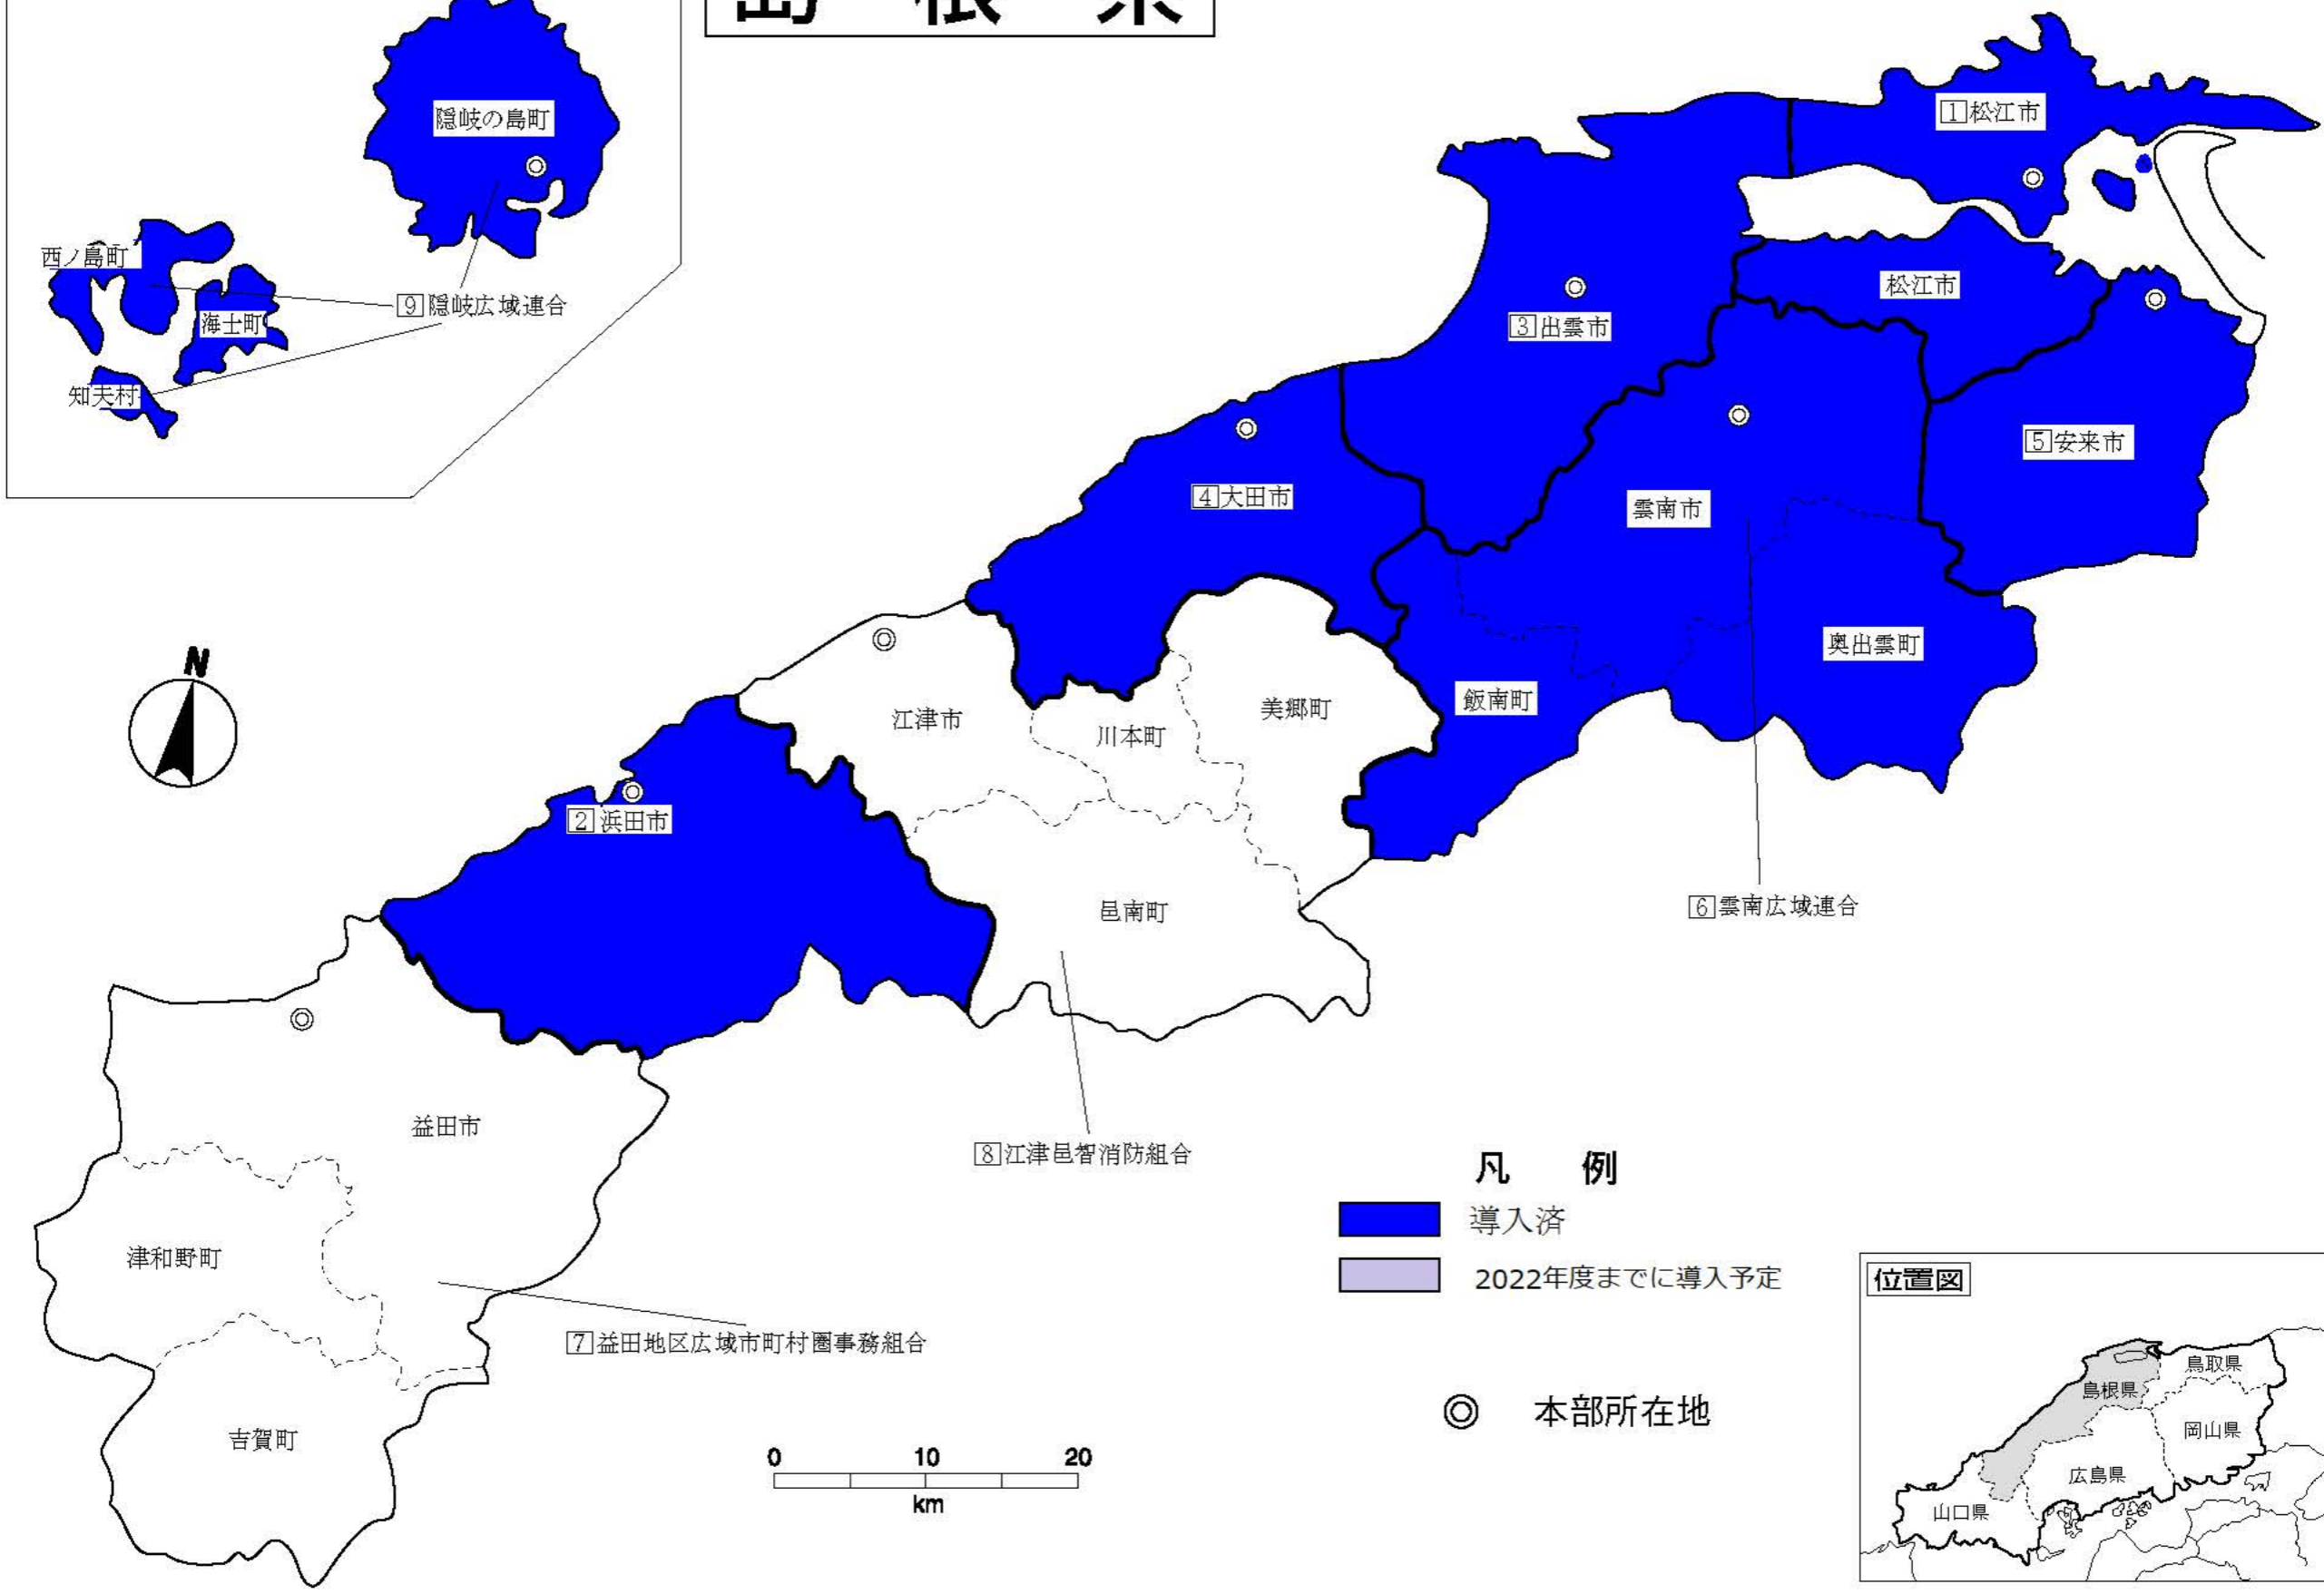 島根県
隠岐の島町
西ノ島町
海士町
知夫村
9隠岐広域連合
1松江市
松江市
3出雲市
5安来市
4大田市
雲南市
奥出雲町
飯南町
6雲南広域連合
N
江津市
川本町
美郷町
2浜田市
邑南町
8江津邑智消防組合
益田市
津和野町
7益田地区広域市町村圏事務組合
吉賀町
凡 例
導入済
2022年度までに導入予定
◎ 本部所在地
0 10 20
km
位置図
鳥取県
島根県
岡山県
広島県
山口県